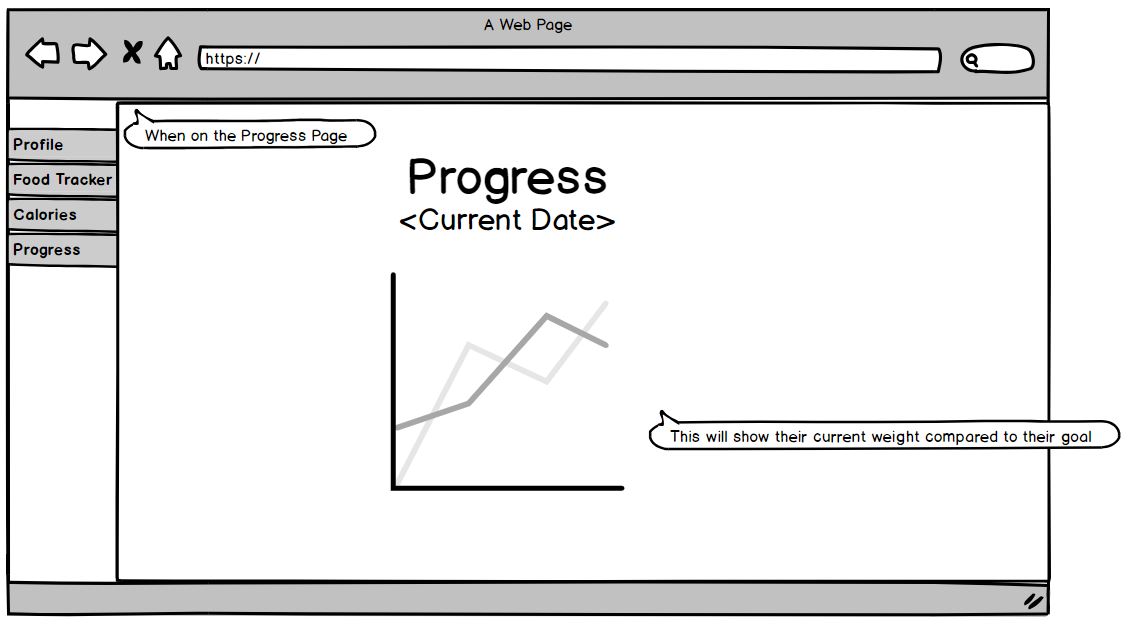 A Web Page
https://
When on the Progress Page
Profile
Food Tracker
Calories
Progress
Progress
<Current Date>
This will show their current weight compared to their goal